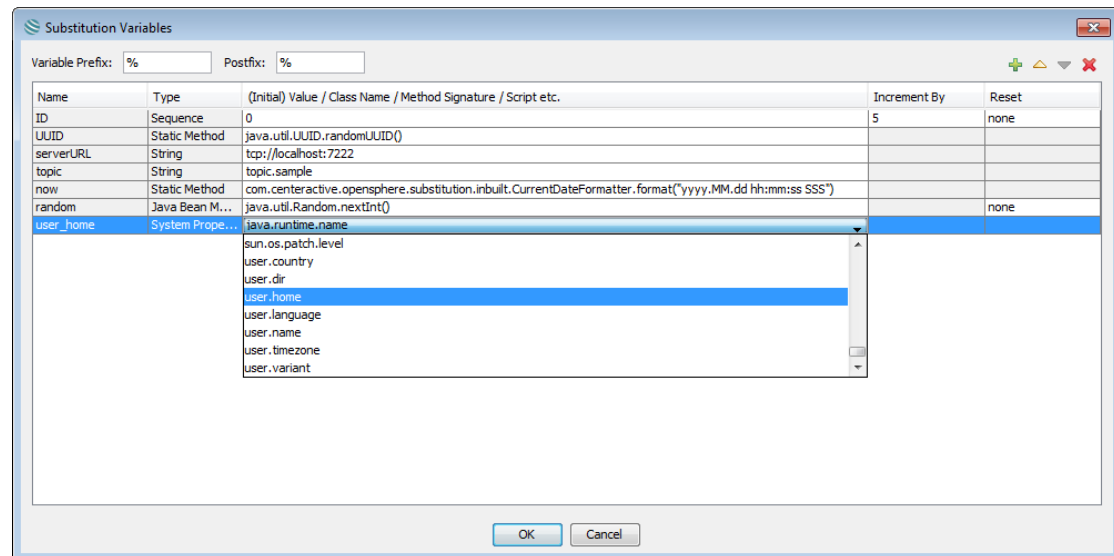 Substitution Variables
Variable Prefix: % Postfix: %
Name Type (Initial) Value / Class Name / Method Signature / Script etc. Increment By Reset
ID Sequence 0 5 none
UUID Static Method java.util.UUID.randomUUID()
serverURL String tcp://localhost:7222
topic String topic.sample
now Static Method com.centeractive.opensphere.substitution.inbuilt.CurrentDateFormatter.format("yyyy.MM.dd hh:mm:ss SSS")
random Java Bean M... java.util.Random.nextInt() none
user_home System Prope... java.runtime.name
sun.os.patch.level
user.country
user.dir
user.home
user.language
user.name
user.timezone
user.variant
OK Cancel